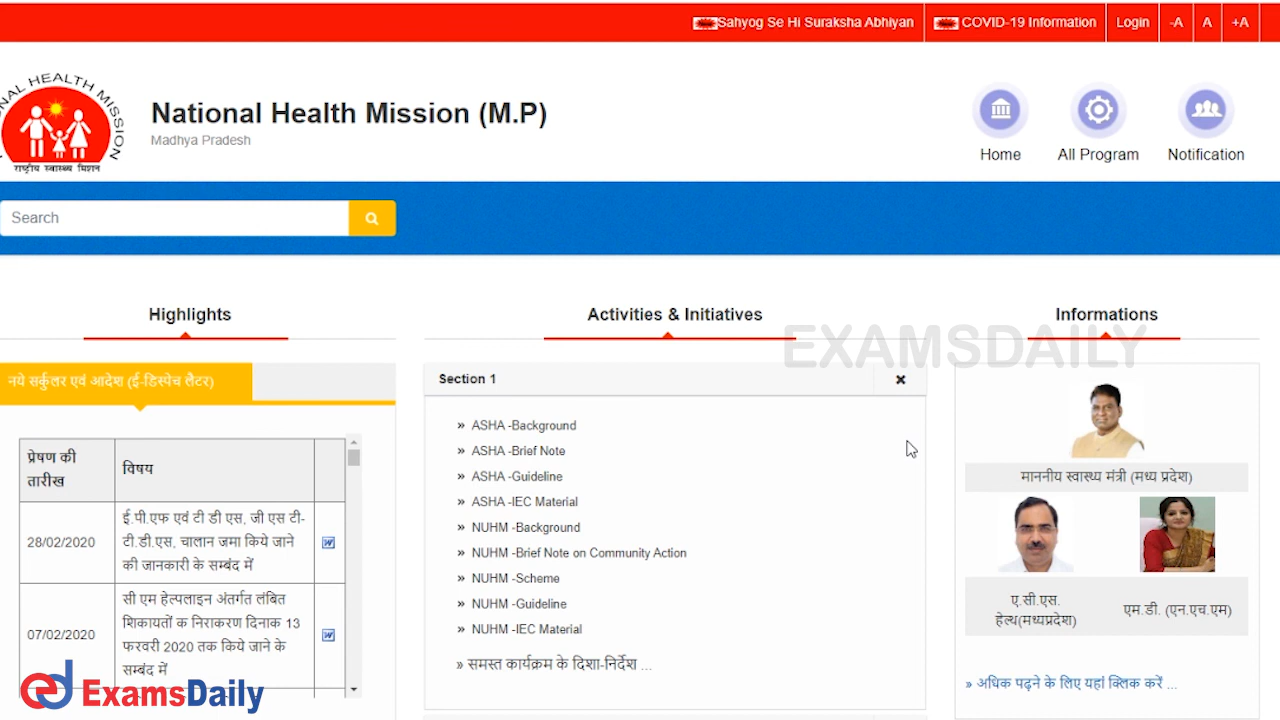 Sahyog Se Hi Suraksha Abhiyan
COVID-19 Information
Login
-A
A
+A
NATIONAL HEALTH MISSION
राष्ट्रीय स्वास्थ्य मिशन
National Health Mission (M.P)
Madhya Pradesh
Home
All Program
Notification
Search
Highlights
Activities & Initiatives
Informations
EXAMSDAILY
नये सर्कुलर एवं आदेश (ई-डिस्पेच लैटर)
प्रेषण की
तारीख
विषय
28/02/2020
ई.पी.एफ एवं टी डी एस, जी एस टी-
टी.डी.एस, चालान जमा किये जाने
की जानकारी के सम्बंद में
07/02/2020
सी एम हेल्पलाइन अंतर्गत लंबित
शिकायतों क निराकरण दिनाक 13
फरवरी 2020 तक किये जाने के
सम्बंद में
Section 1
» ASHA -Background
» ASHA -Brief Note
» ASHA -Guideline
» ASHA -IEC Material
» NUHM -Background
» NUHM -Brief Note on Community Action
» NUHM -Scheme
» NUHM -Guideline
» NUHM -IEC Material
» समस्त कार्यक्रम के दिशा-निर्देश ...
माननीय स्वास्थ्य मंत्री (मध्य प्रदेश)
ए.सी.एस.
हेल्थ(मध्यप्रदेश)
एम.डी. (एन.एच.एम)
» अधिक पढ़ने के लिए यहां क्लिक करें ...
ExamsDaily